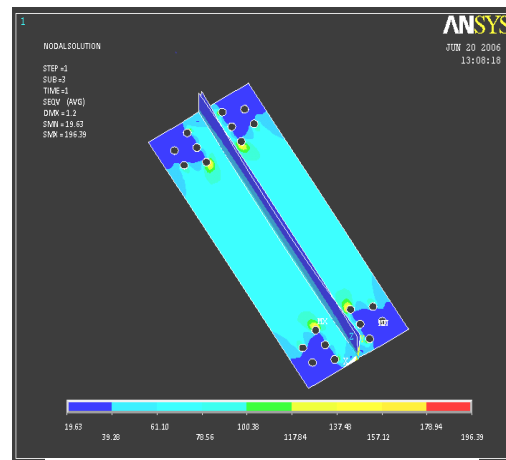 1
ANSYS
JUN 20 2006
13:08:18
NODAL SOLUTION
STEP =1
SUB =3
TIME =1
SEQV (AVG)
DMX =1.2
SMN =19.63
SMX =196.39
MX
MN
Z
X
19.63 61.10 100.38 137.48 178.94
39.28 78.56 117.84 157.12 196.39